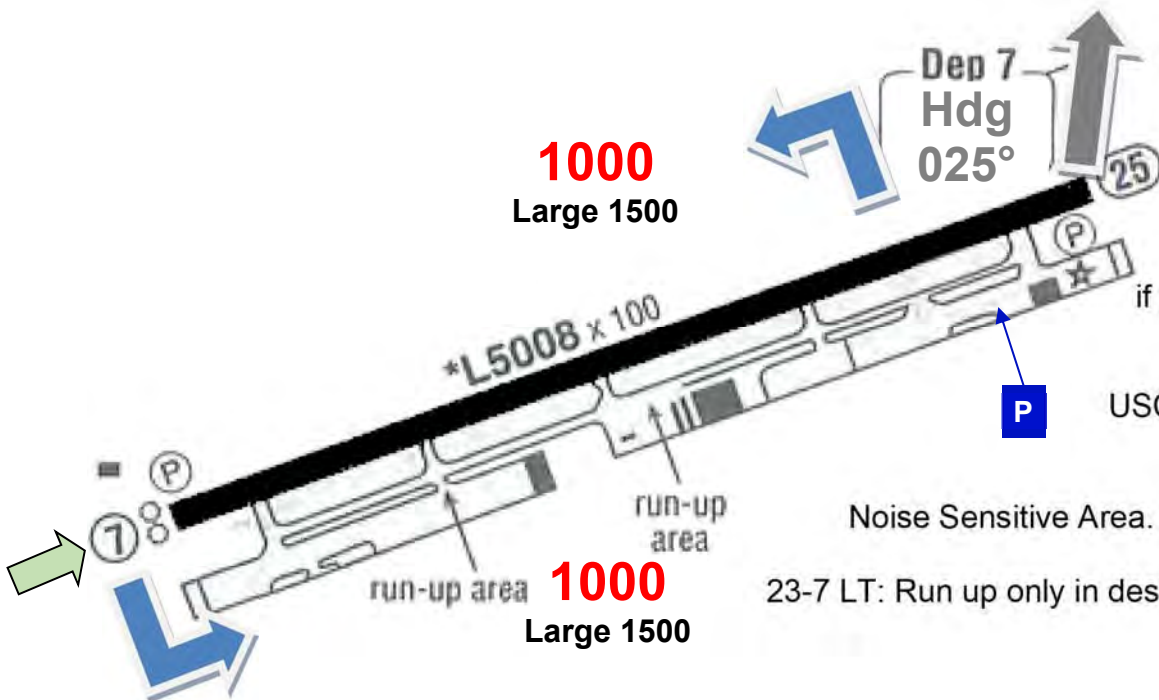 Dep 7
Hdg
025°
1000
Large 1500
25
P
*L5008 x 100
if
P
USC
P
7
run-up
area
Noise Sensitive Area.
run-up area
1000
Large 1500
23-7 LT: Run up only in des